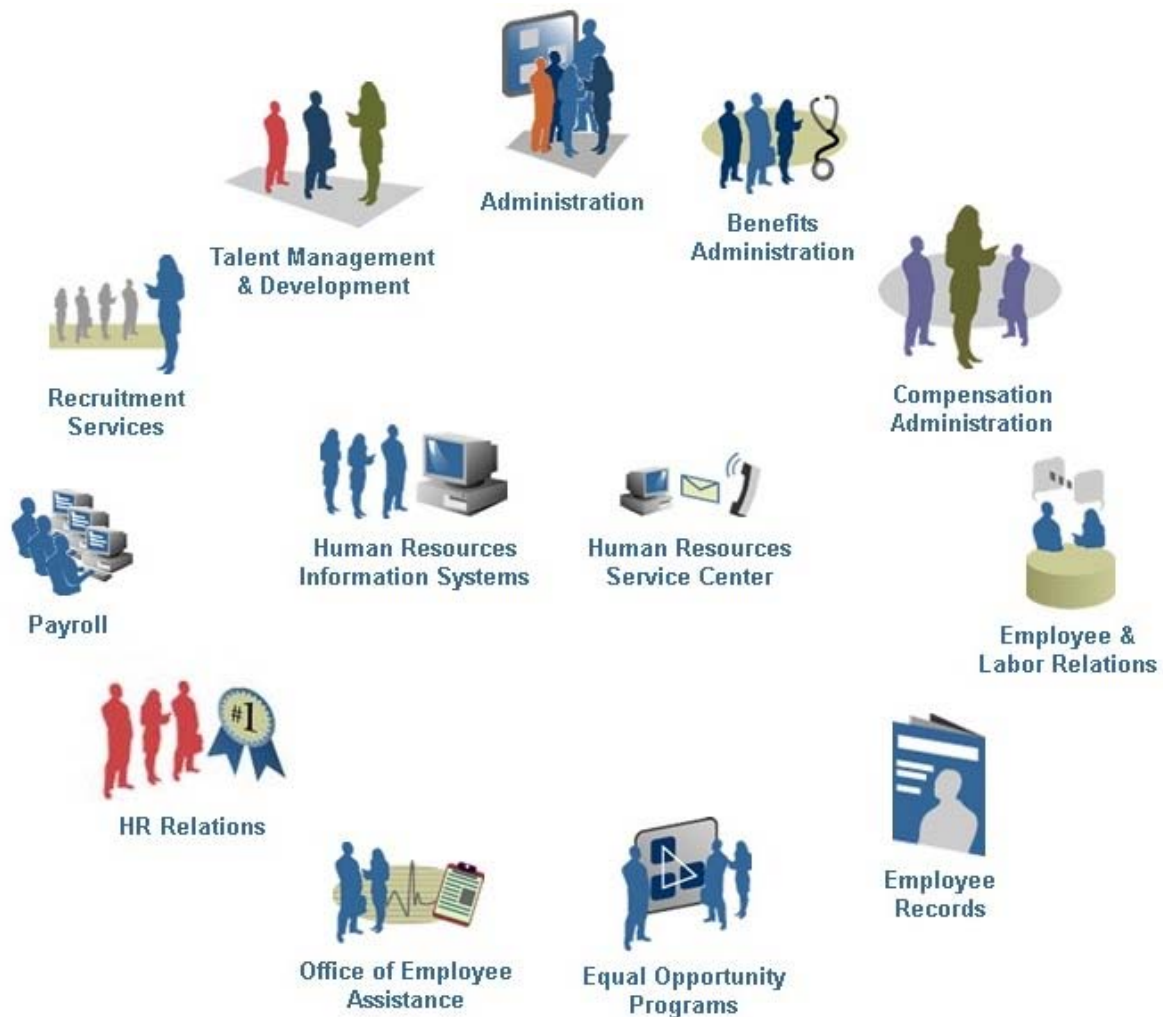 Administration
Benefits
Administration
Talent Management
& Development
Compensation
Administration
Recruitment
Services
Human Resources
Information Systems
Human Resources
Service Center
Payroll
Employee &
Labor Relations
#1
HR Relations
Employee
Records
Office of Employee
Assistance
Equal Opportunity
Programs